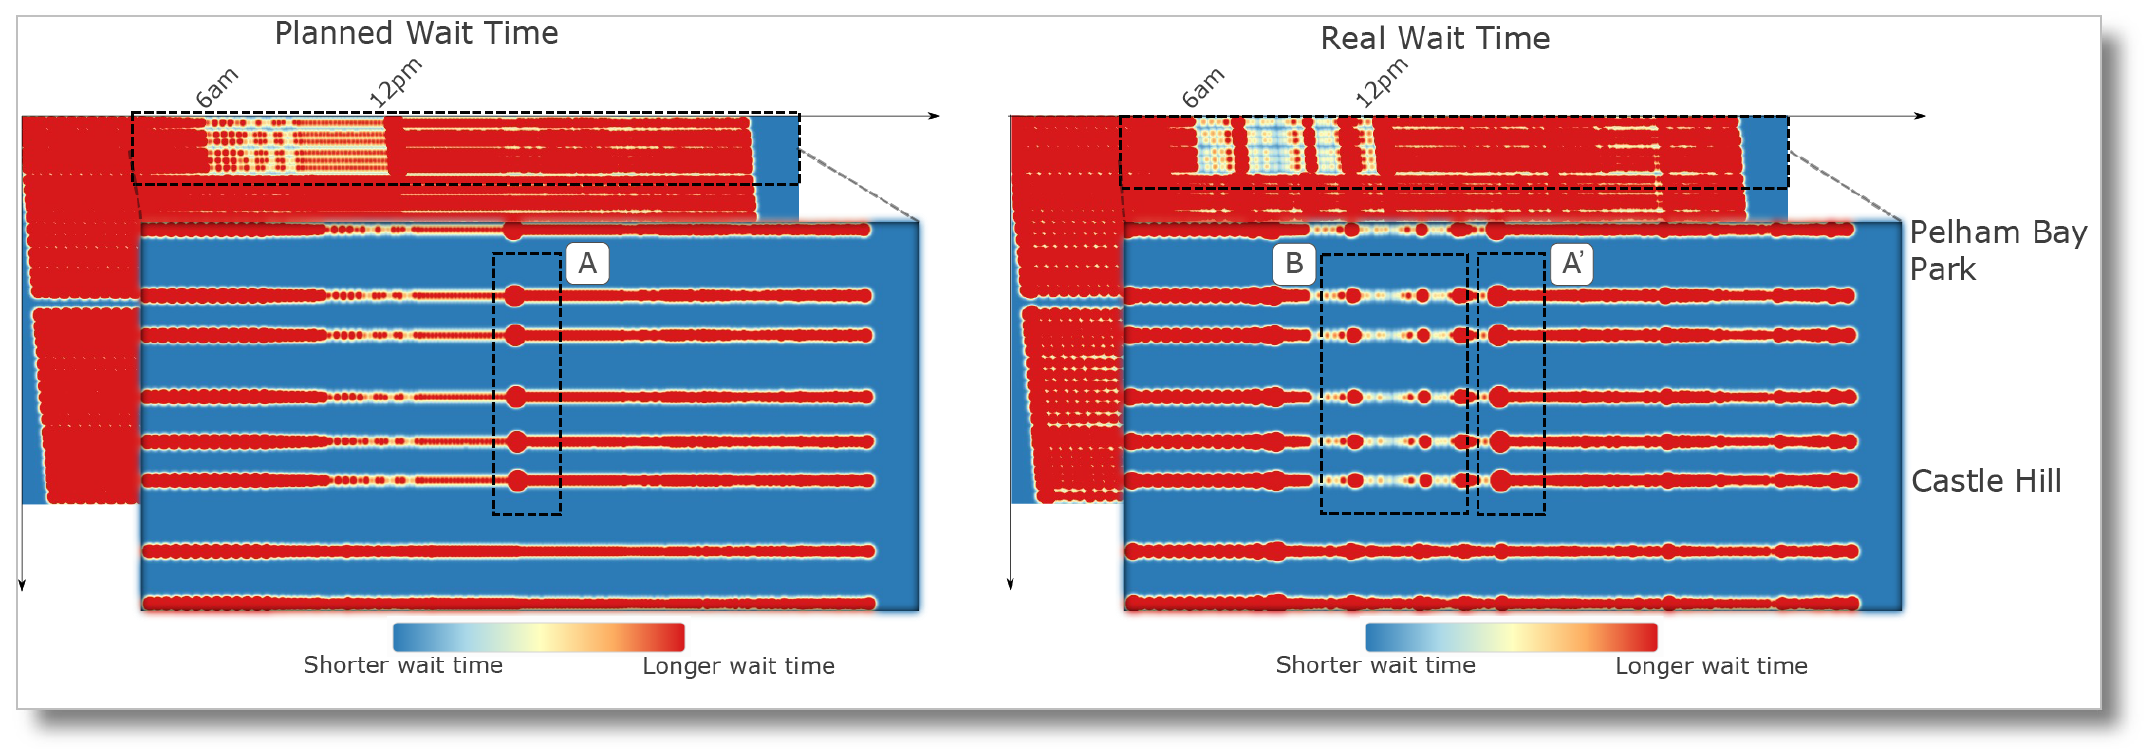 Planned Wait Time
6am
12pm
A
Shorter wait time
Longer wait time
Real Wait Time
6am
12pm
B
A’
Pelham Bay
Park
Castle Hill
Shorter wait time
Longer wait time